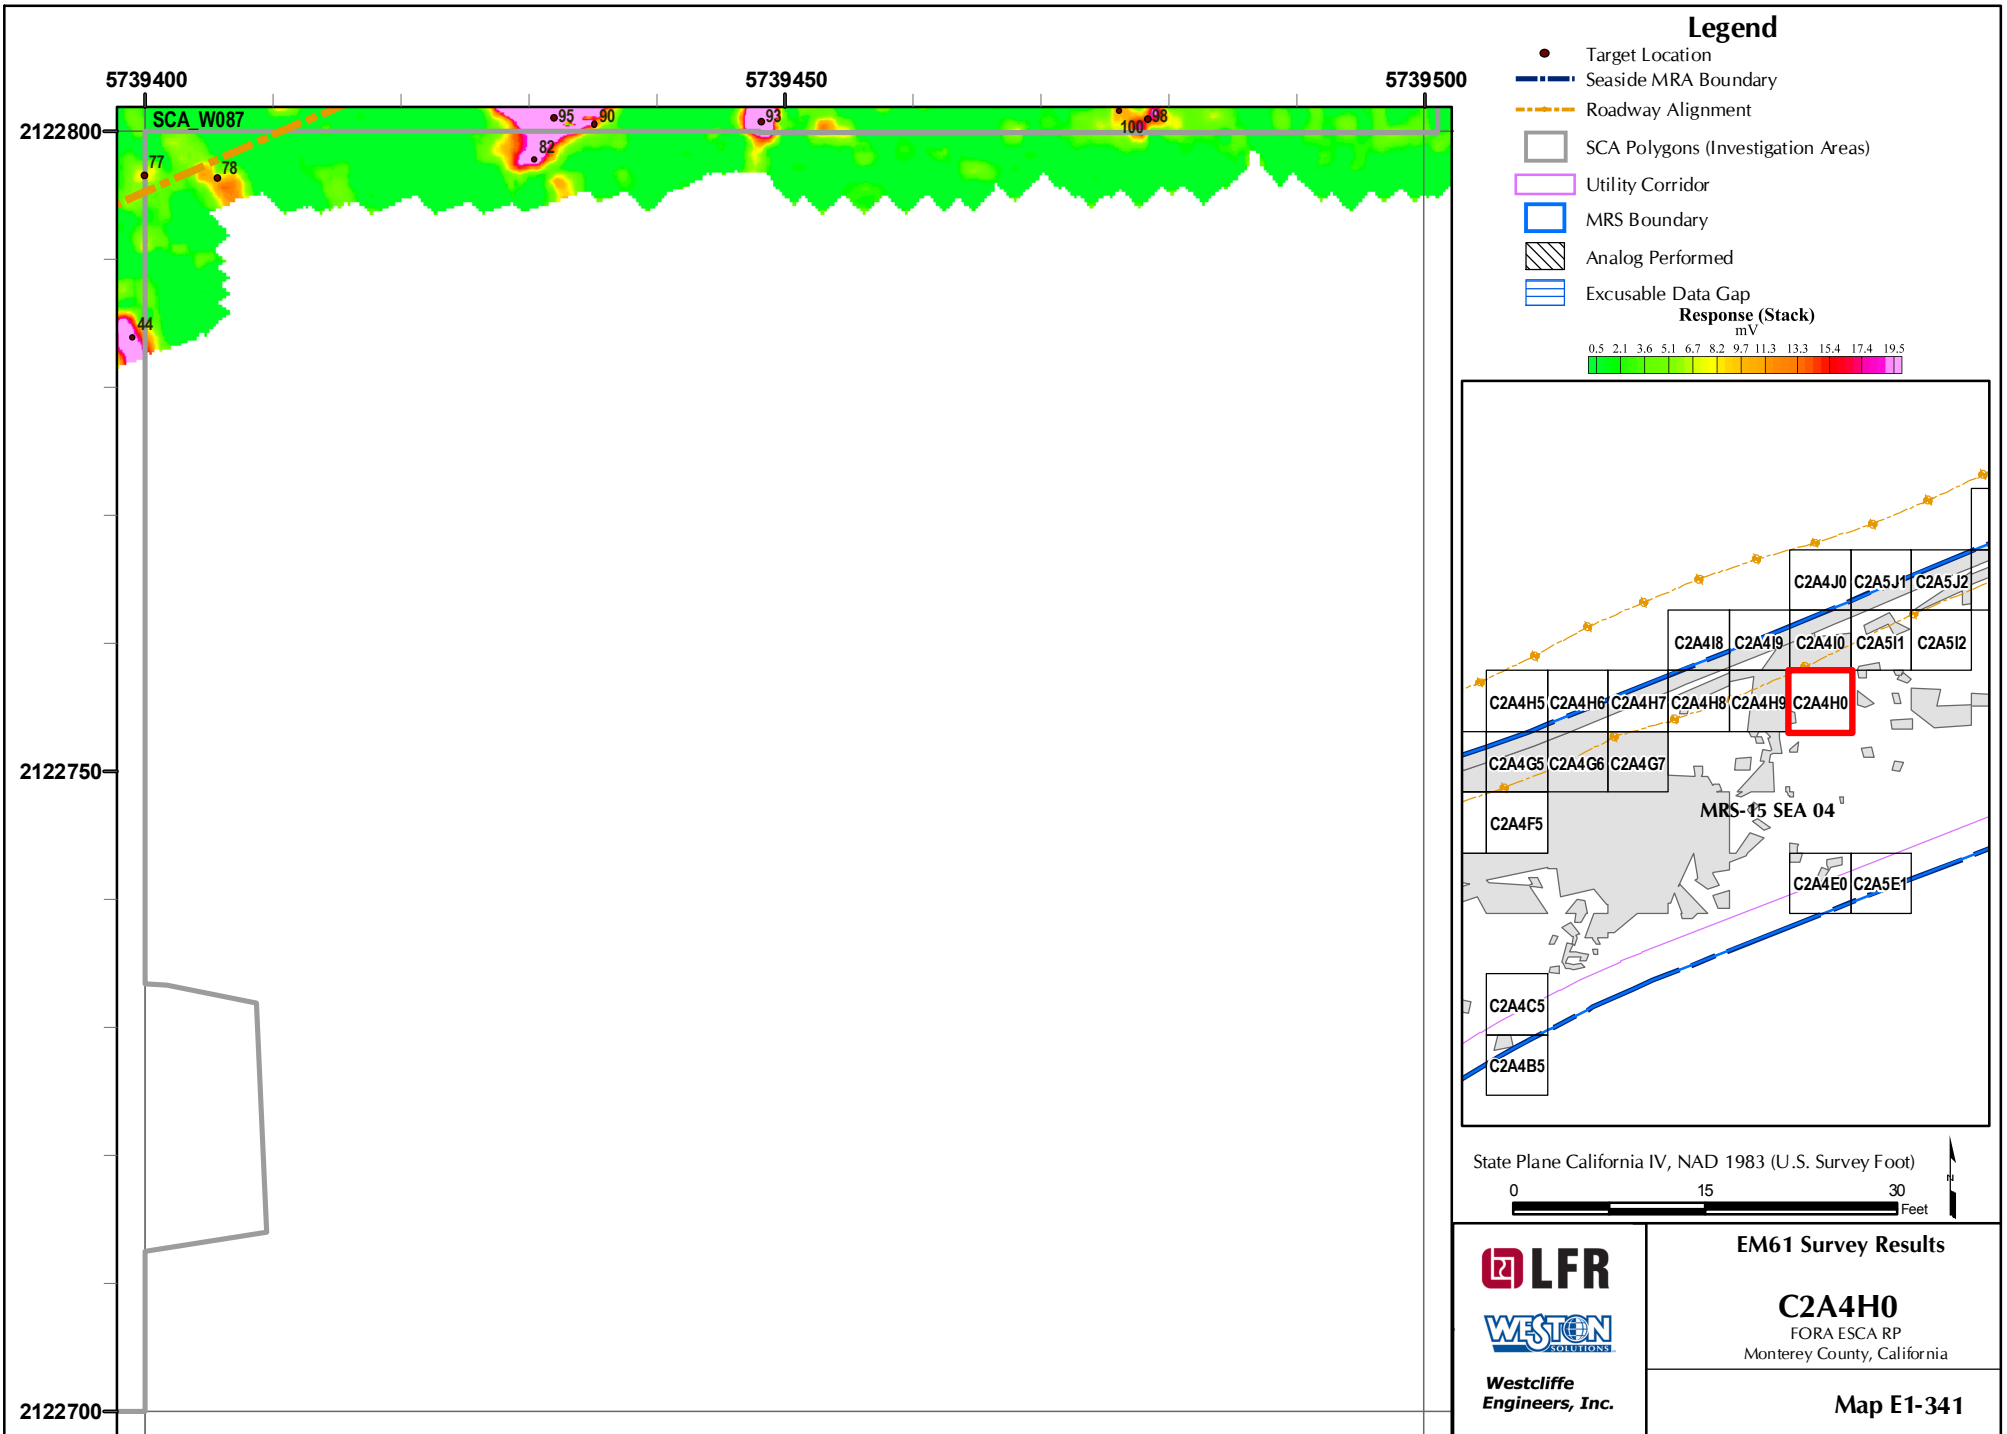 5739400
5739450
5739500
2122800
2122750
2122700
SCA_W087
77
78
95
90
82
93
98
100
44
Legend
Target Location
Seaside MRA Boundary
Roadway Alignment
SCA Polygons (Investigation Areas)
Utility Corridor
MRS Boundary
Analog Performed
Excusable Data Gap
Response (Stack)
mV
0.5 2.1 3.6 5.1 6.7 8.2 9.7 11.3 13.3 15.4 17.4 19.5
C2A4J0 C2A5J1 C2A5J2
C2A4I8 C2A4I9 C2A4I0 C2A5I1 C2A5I2
C2A4H5 C2A4H6 C2A4H7 C2A4H8 C2A4H9 C2A4H0
C2A4G5 C2A4G6 C2A4G7
MRS-15 SEA 04
C2A4F5
C2A4E0 C2A5E1
C2A4C5
C2A4B5
State Plane California IV, NAD 1983 (U.S. Survey Foot)
0 15 30
Feet
N
LFR
WESTON
SOLUTIONS
Westcliffe
Engineers, Inc.
EM61 Survey Results
C2A4H0
FORA ESCA RP
Monterey County, California
Map E1-341